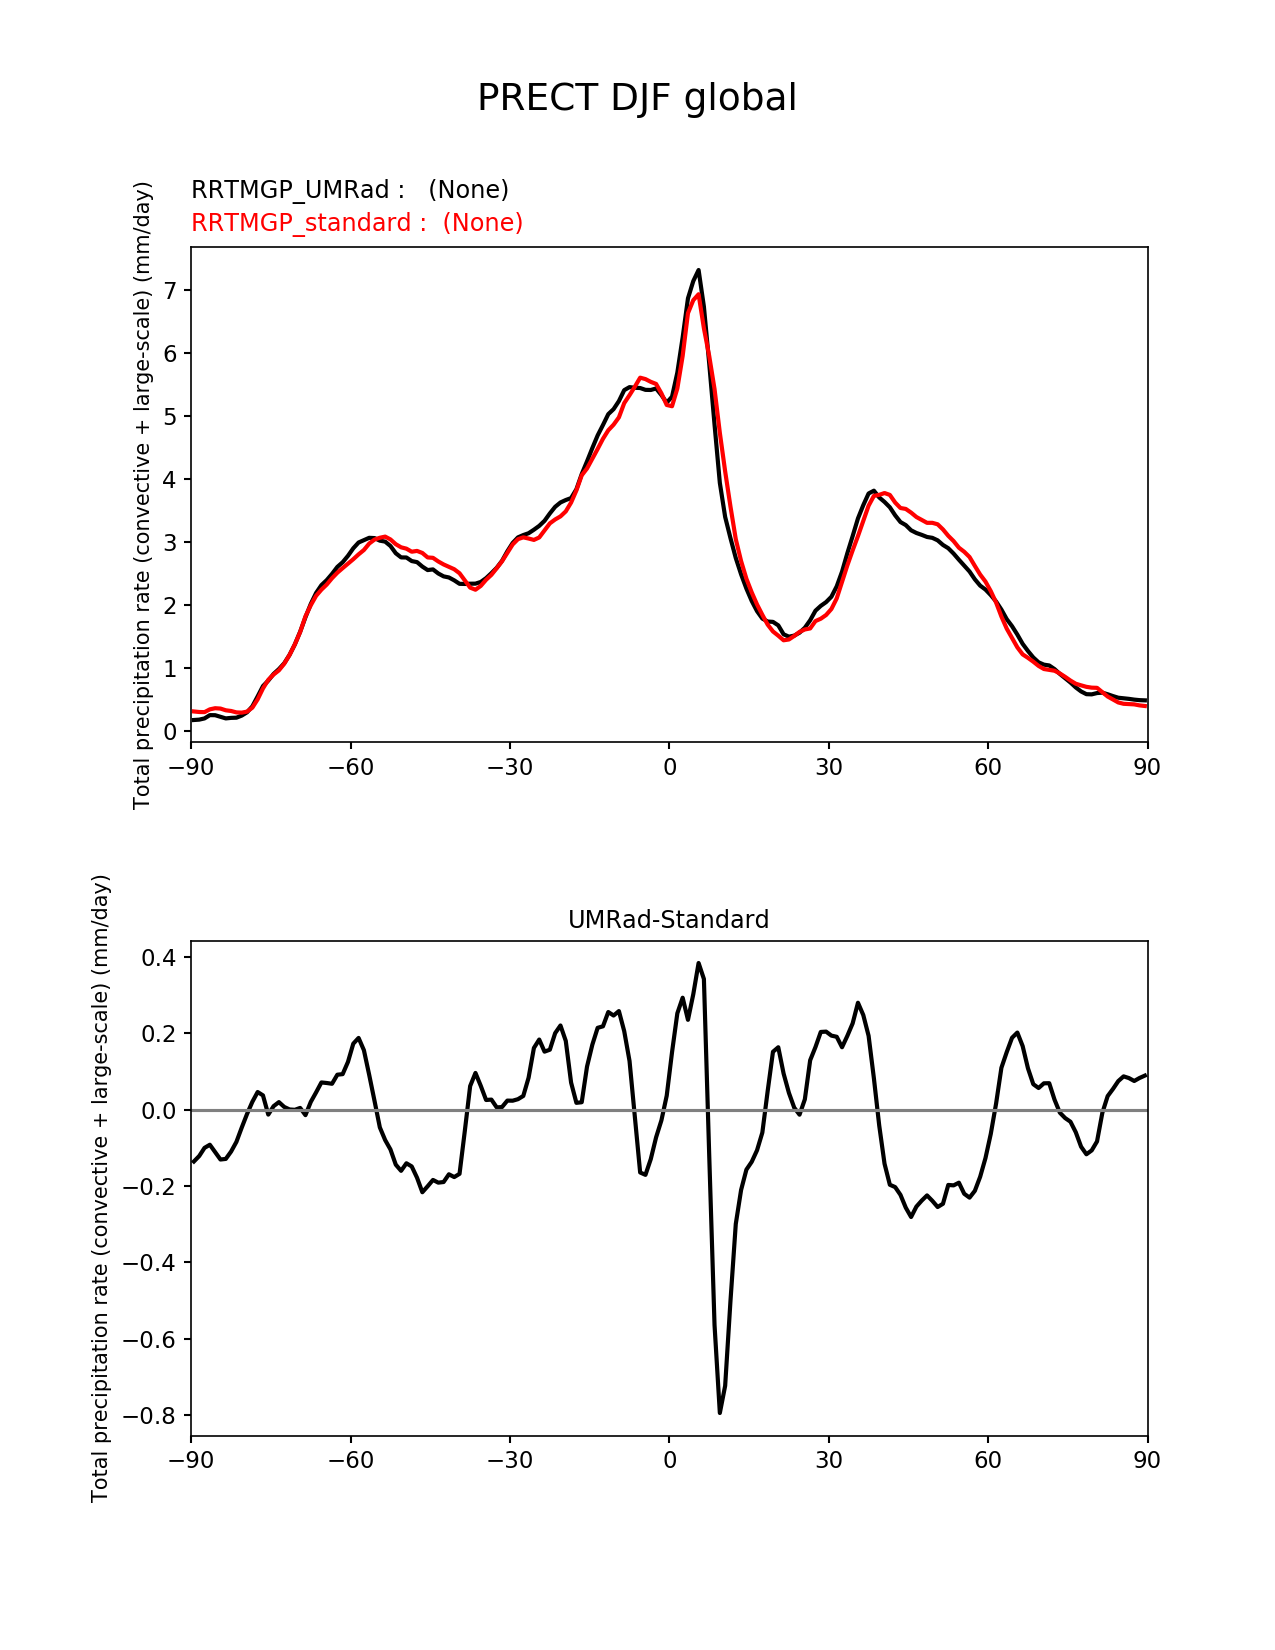 PRECT DJF global
RRTMGP_UMRad :   (None)
RRTMGP_standard :  (None)
Total precipitation rate (convective + large-scale) (mm/day)
7
6
5
4
3
2
1
0
−90 −60 −30 0 30 60 90
UMRad-Standard
Total precipitation rate (convective + large-scale) (mm/day)
0.4
0.2
0.0
−0.2
−0.4
−0.6
−0.8
−90 −60 −30 0 30 60 90